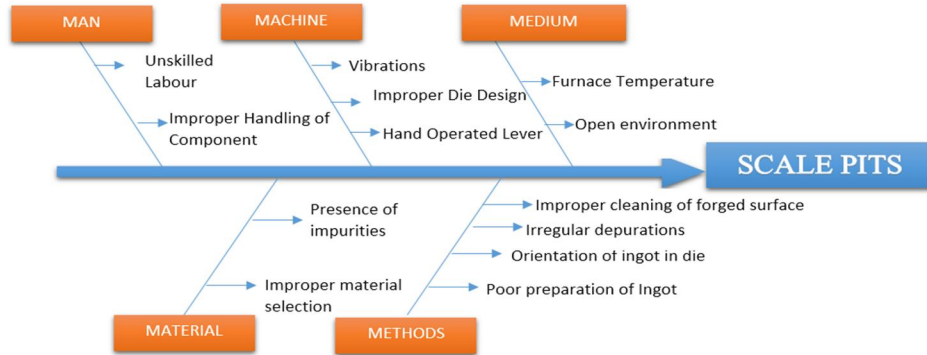 MAN
MACHINE
MEDIUM
Unskilled
Labour
Improper Handling of
Component
Vibrations
Improper Die Design
Hand Operated Lever
Furnace Temperature
Open environment
SCALE PITS
Presence of
impurities
Improper material
selection
Improper cleaning of forged surface
Irregular depurations
Orientation of ingot in die
Poor preparation of Ingot
MATERIAL
METHODS